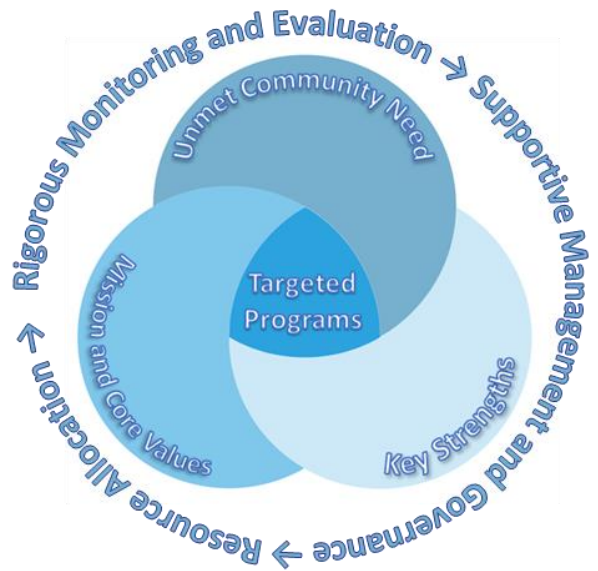 Rigorous Monitoring and Evaluation →
Supportive Management and Governance →
Resource Allocation →
Unmet Community Need
Mission and Core Values
Key Strengths
Targeted
Programs